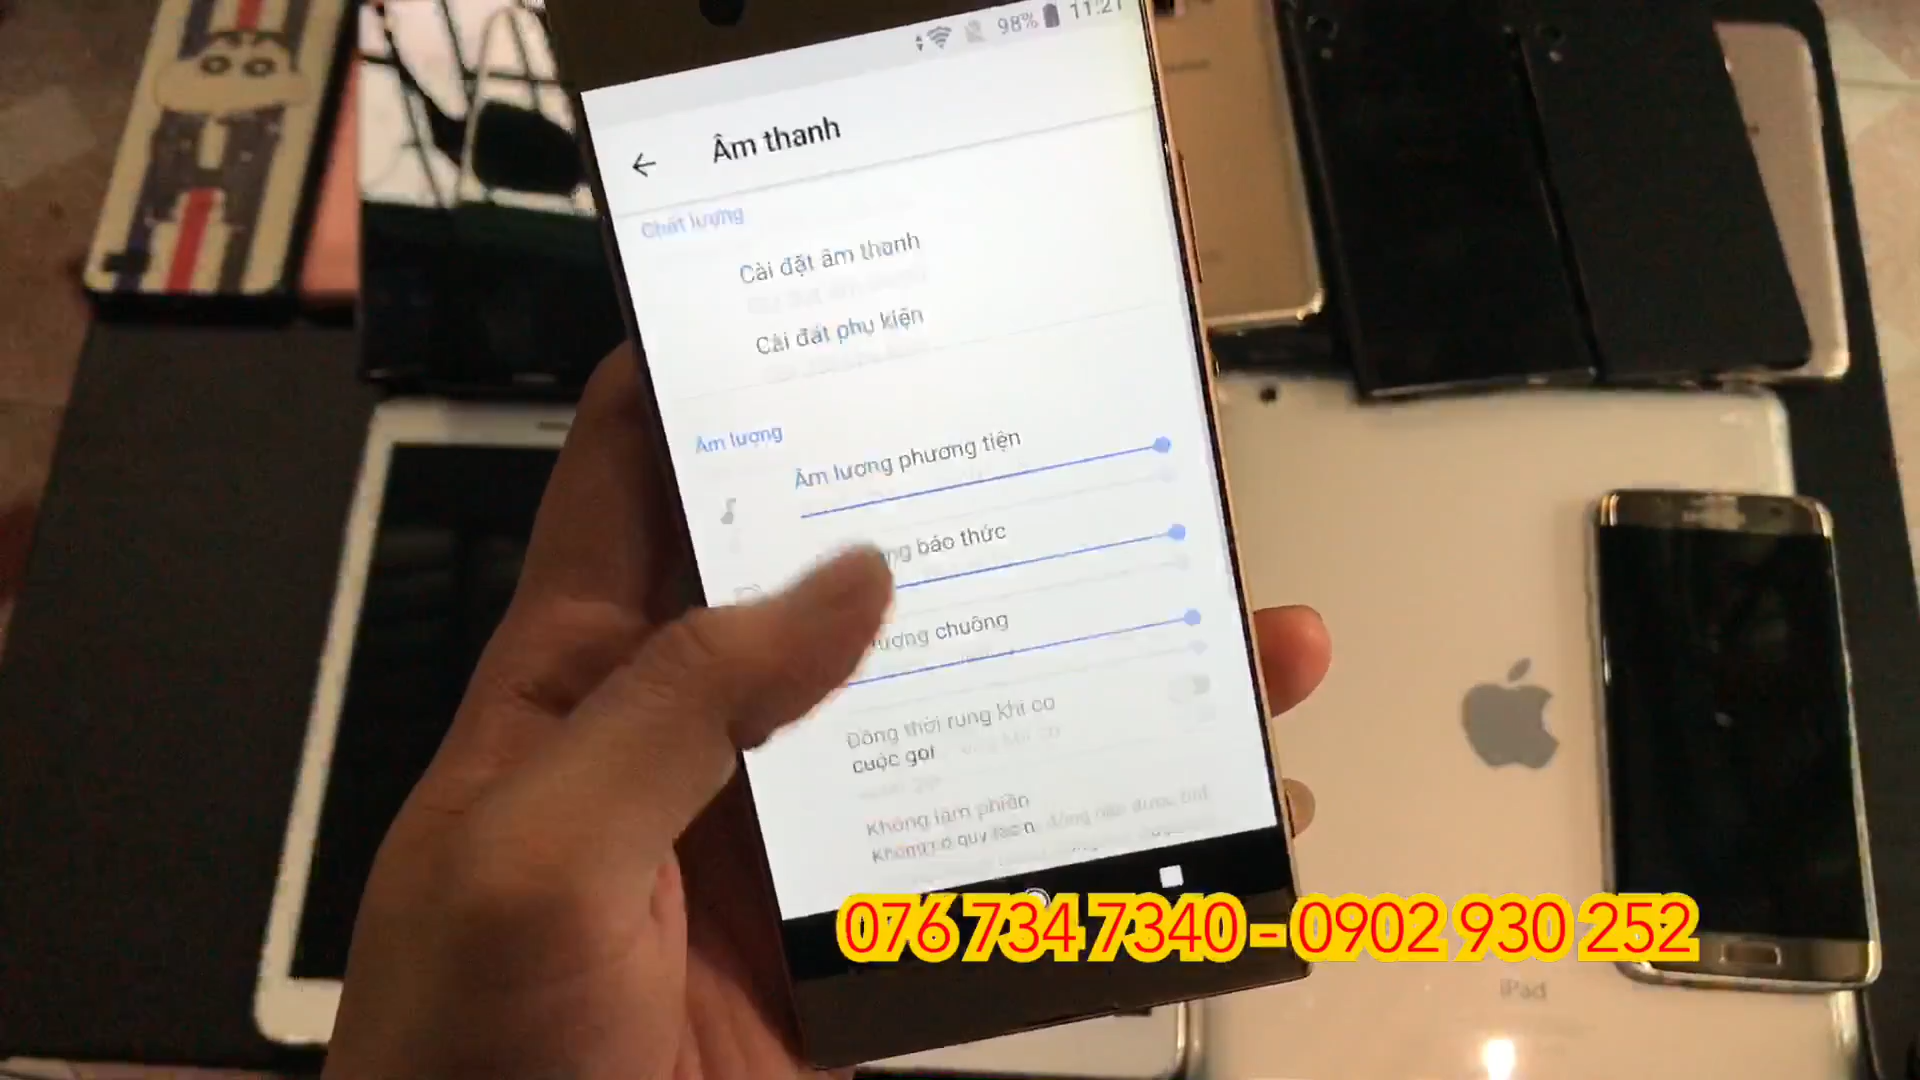 98% 11:21
Âm thanh
Chất lượng
Cài đặt âm thanh
Cài đặt phụ kiện
Âm lượng
Âm lượng phương tiện
báo thức
lượng chuông
Đồng thời rung khi có
cuộc gọi
Không làm phiền
076 734 7340 - 0902 930 252
iPad